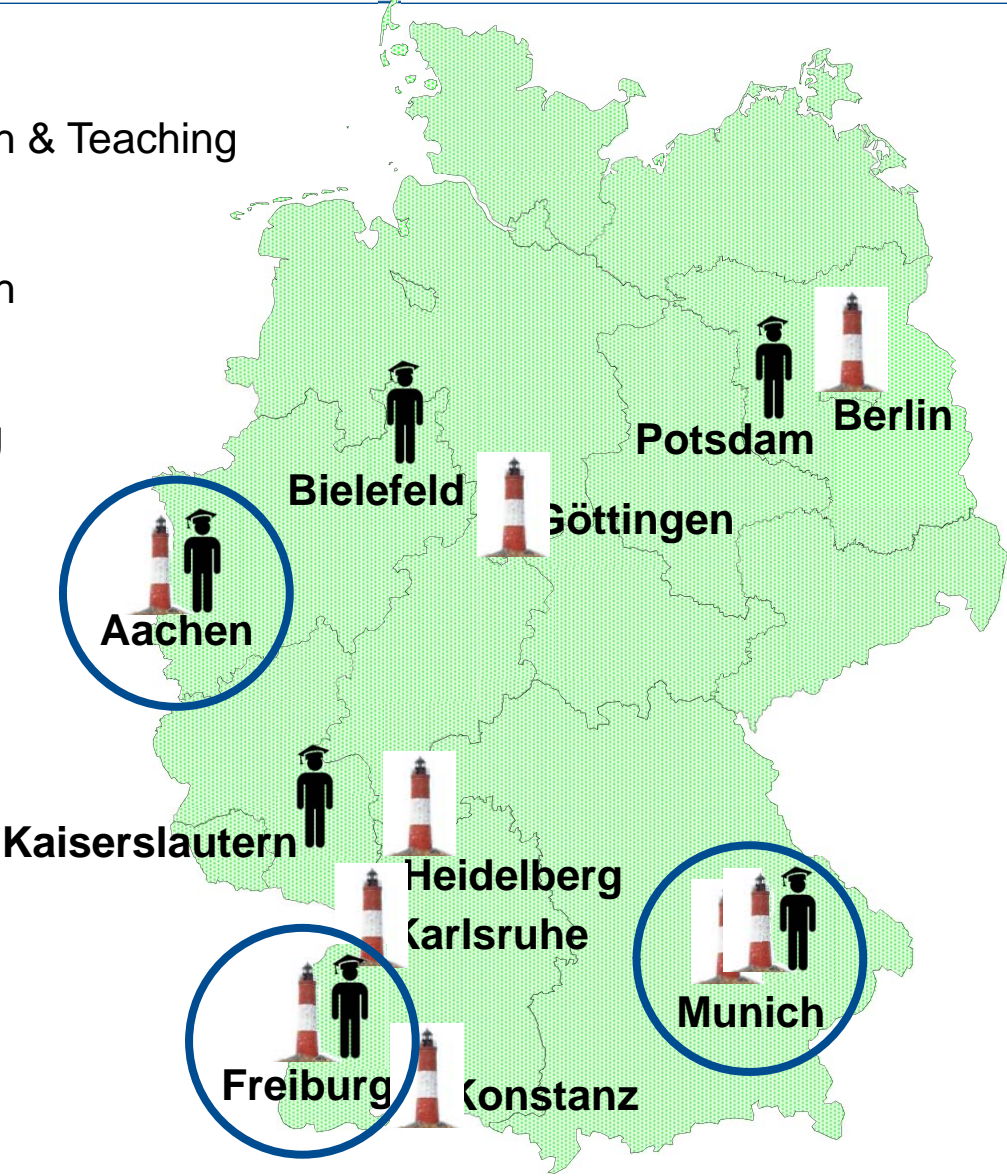 n & Teaching
n
g
Berlin
Potsdam
Bielefeld
Göttingen
Aachen
Kaiserslautern
Heidelberg
Karlsruhe
Munich
Freiburg
Konstanz